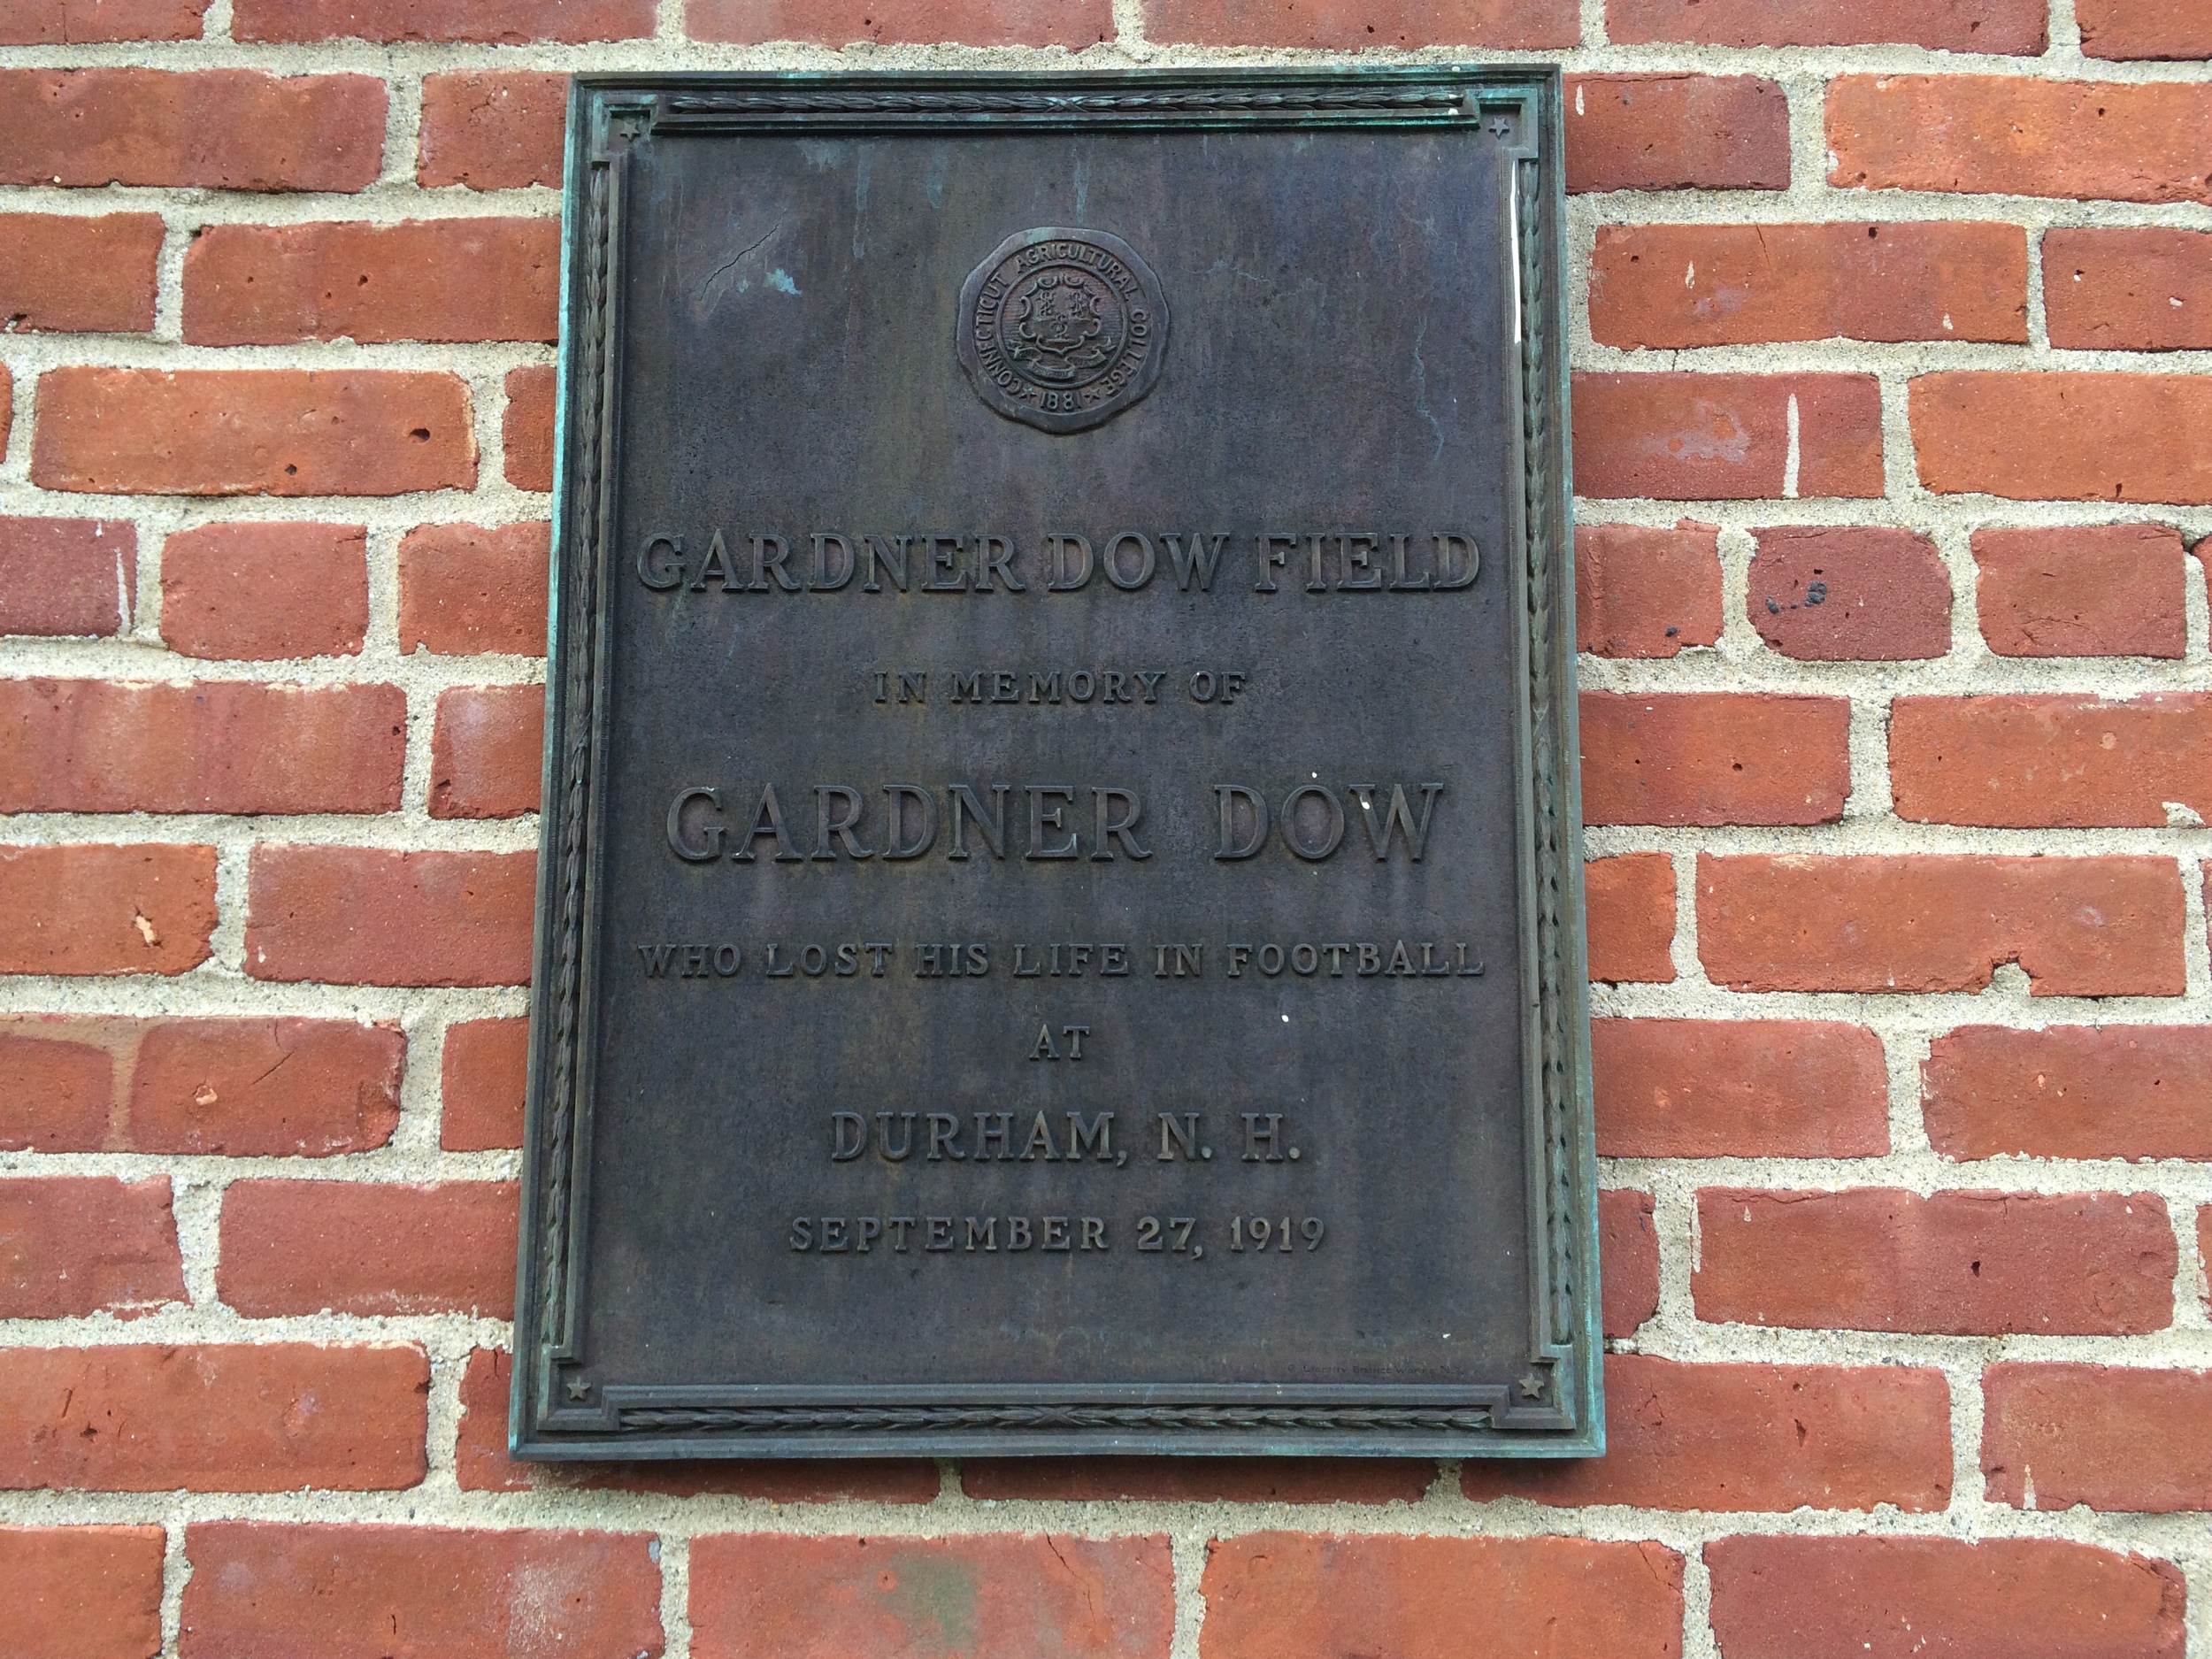 CONNECTICUT AGRICULTURAL COLLEGE
1881
GARDNER DOW FIELD
IN MEMORY OF
GARDNER DOW
WHO LOST HIS LIFE IN FOOTBALL
AT
DURHAM, N. H.
SEPTEMBER 27, 1919